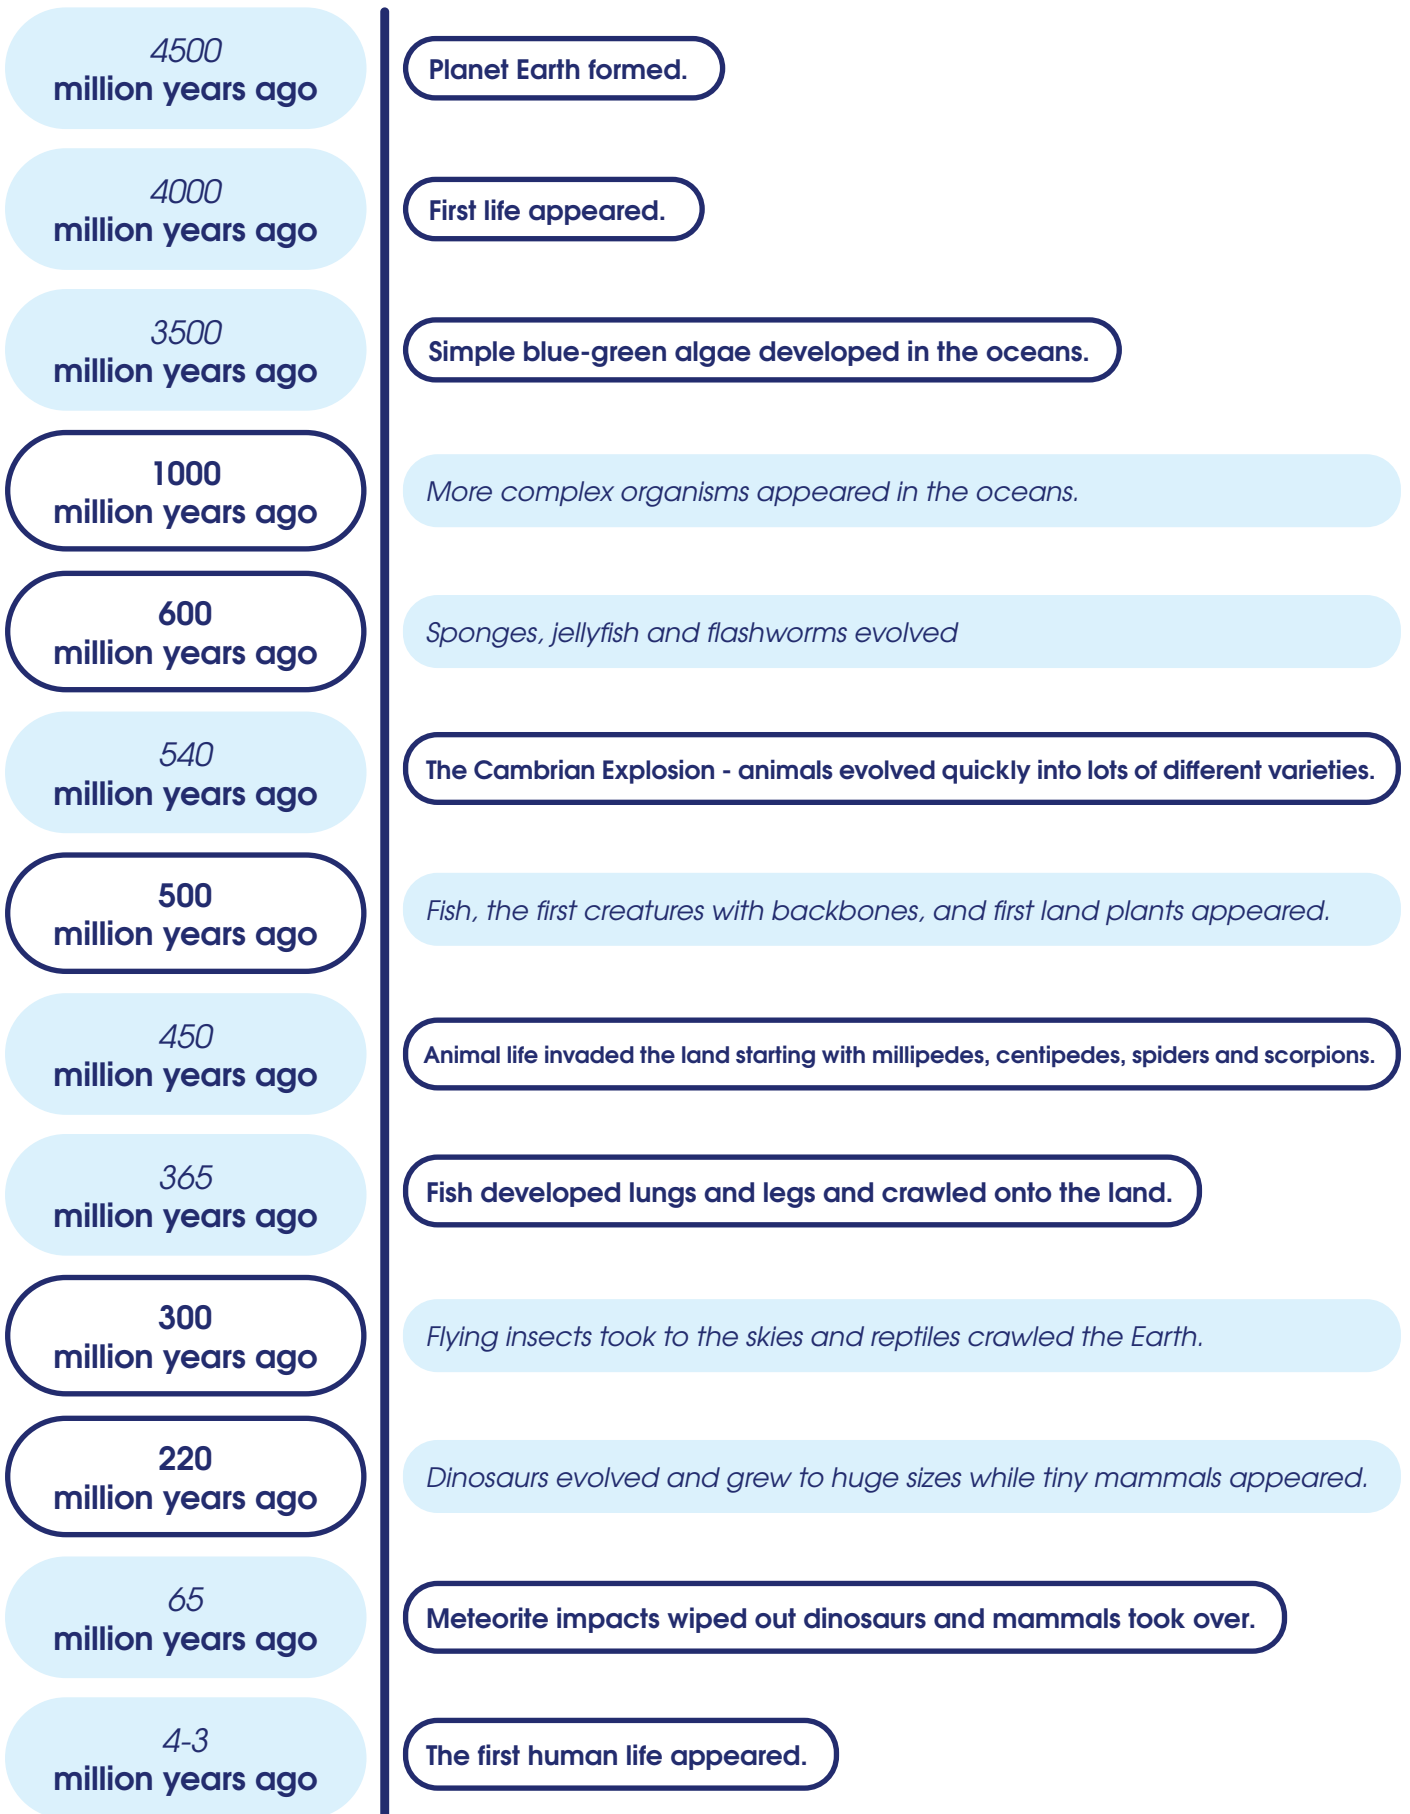 4500
million years ago
Planet Earth formed.
4000
million years ago
First life appeared.
3500
million years ago
Simple blue-green algae developed in the oceans.
1000
million years ago
More complex organisms appeared in the oceans.
600
million years ago
Sponges, jellyfish and flashworms evolved
540
million years ago
The Cambrian Explosion - animals evolved quickly into lots of different varieties.
500
million years ago
Fish, the first creatures with backbones, and first land plants appeared.
450
million years ago
Animal life invaded the land starting with millipedes, centipedes, spiders and scorpions.
365
million years ago
Fish developed lungs and legs and crawled onto the land.
300
million years ago
Flying insects took to the skies and reptiles crawled the Earth.
220
million years ago
Dinosaurs evolved and grew to huge sizes while tiny mammals appeared.
65
million years ago
Meteorite impacts wiped out dinosaurs and mammals took over.
4-3
million years ago
The first human life appeared.